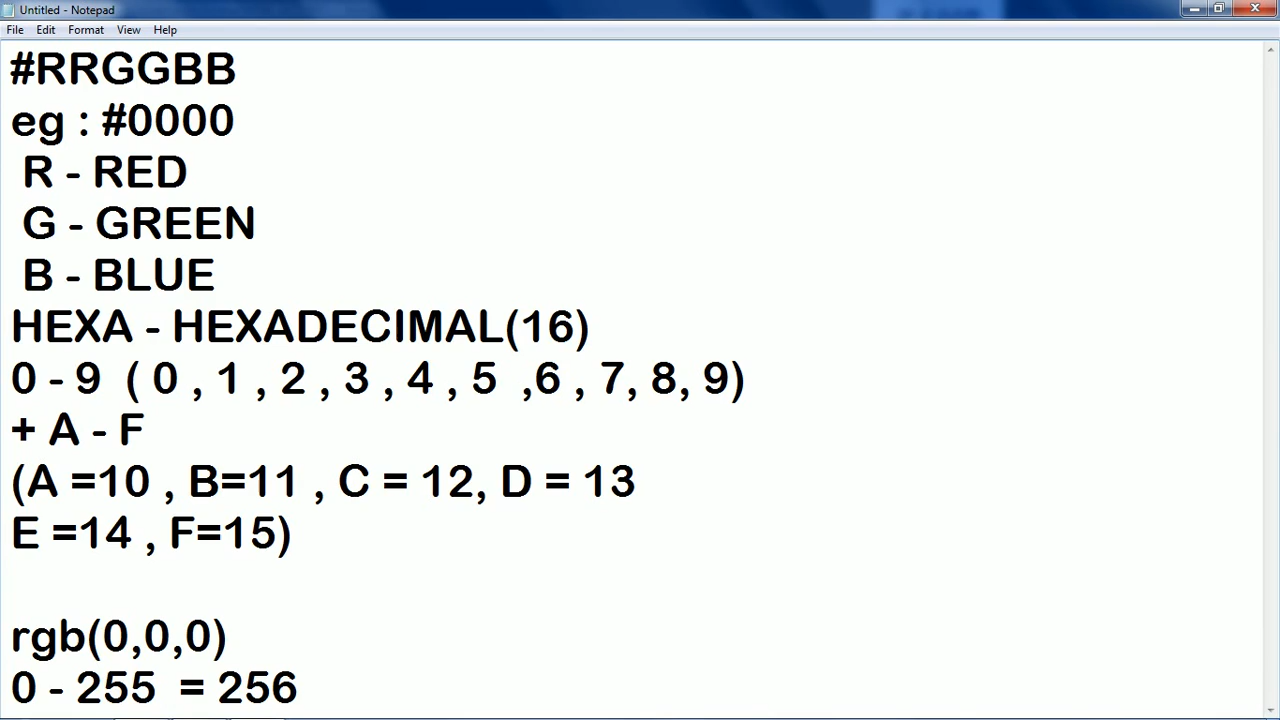 Untitled - Notepad
File Edit Format View Help
#RRGGBB
eg : #0000
R - RED
G - GREEN
B - BLUE
HEXA - HEXADECIMAL(16)
0 - 9 ( 0 , 1 , 2 , 3 , 4 , 5 ,6 , 7, 8, 9)
+ A - F
(A =10 , B=11 , C = 12, D = 13
E =14 , F=15)
rgb(0,0,0)
0 - 255 = 256